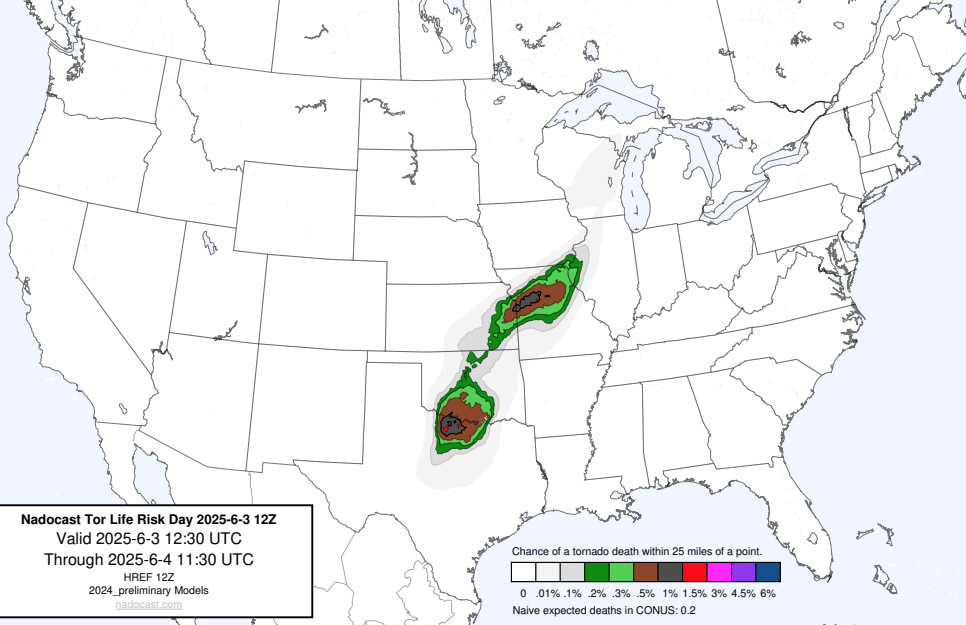 Nadocast Tor Life Risk Day 2025-6-3 12Z
Valid 2025-6-3 12:30 UTC
Through 2025-6-4 11:30 UTC
HREF 12Z
2024_preliminary Models
nadocast.com
Chance of a tornado death within 25 miles of a point.
0 .01% .1% .2% .3% .5% 1% 1.5% 3% 4.5% 6%
Naive expected deaths in CONUS: 0.2